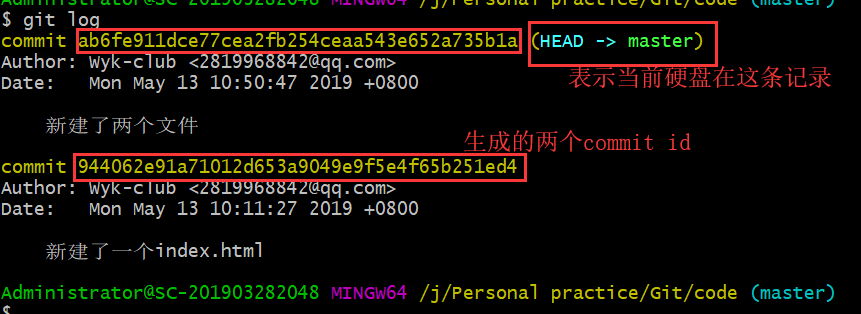 Administrator@SC-201903282048 MINGW64 /j/Personal practice/Git/code (master)
$ git log
commit ab6fe911dce77cea2fb254ceaa543e652a735b1a (HEAD -> master)
Author: Wyk-club <2819968842@qq.com>
表示当前硬盘在这条记录
Date:   Mon May 13 10:50:47 2019 +0800
新建了两个文件
生成的两个commit id
commit 944062e91a71012d653a9049e9f5e4f65b251ed4
Author: Wyk-club <2819968842@qq.com>
Date:   Mon May 13 10:11:27 2019 +0800
新建了一个index.html
Administrator@SC-201903282048 MINGW64 /j/Personal practice/Git/code (master)
$